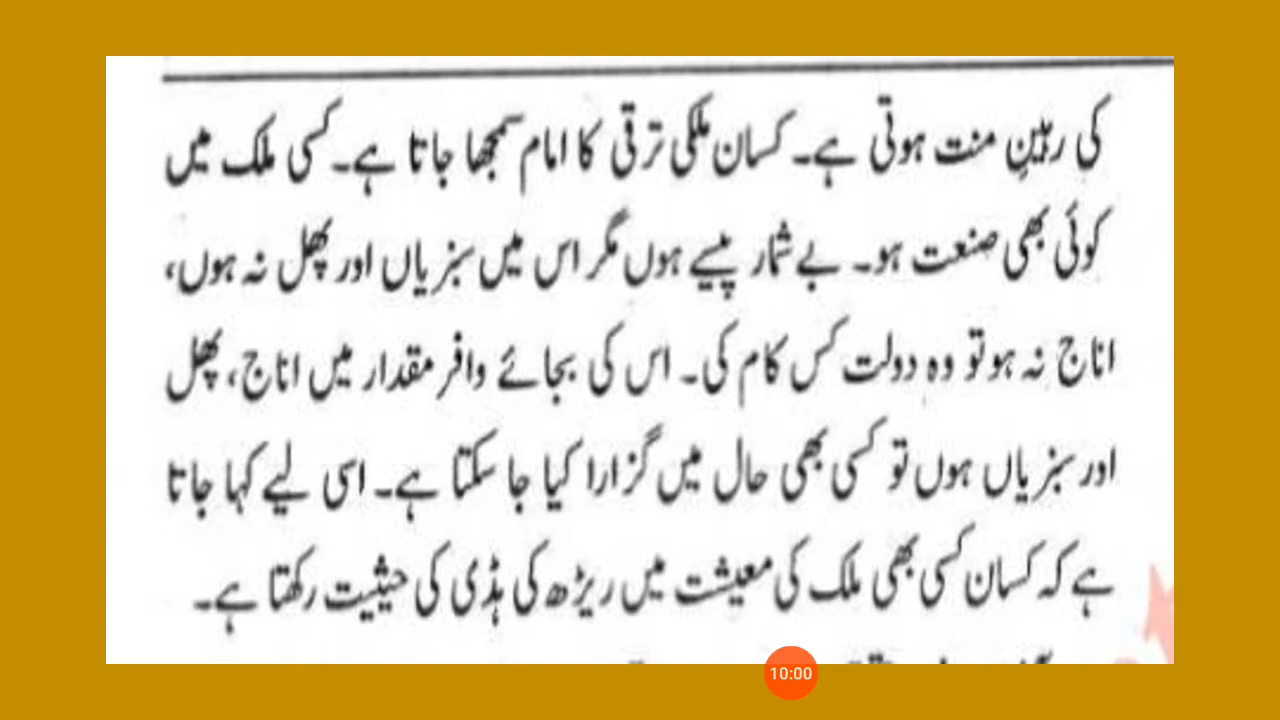 کی رہینِ منت ہوتی ہے۔ کسان ملکی ترقی کا امام سمجھا جاتا ہے۔ کسی ملک میں
کوئی بھی صنعت ہو۔ بے شمار پیسے ہوں مگر اس میں سبزیاں اور پھل نہ ہوں،
اناج نہ ہو تو وہ دولت کس کام کی۔ اس کی بجائے وافر مقدار میں اناج، پھل
اور سبزیاں ہوں تو کسی بھی حال میں گزارا کیا جا سکتا ہے۔ اسی لیے کہا جاتا
ہے کہ کسان کسی بھی ملک کی معیشت میں ریڑھ کی ہڈی کی حیثیت رکھتا ہے۔
10:00